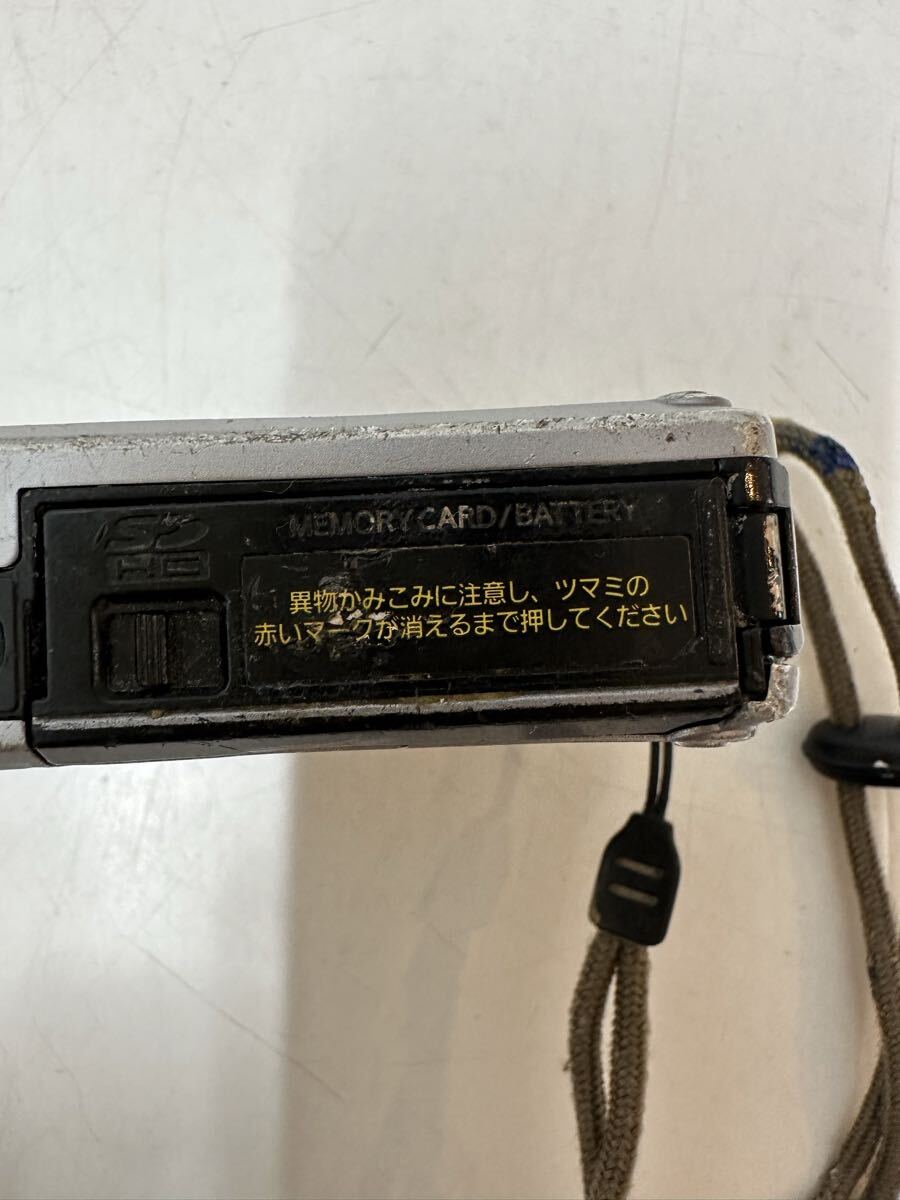 SD
HC
MEMORY CARD/BATTERY
異物かみこみに注意し、ツマミの
赤いマークが消えるまで押してください